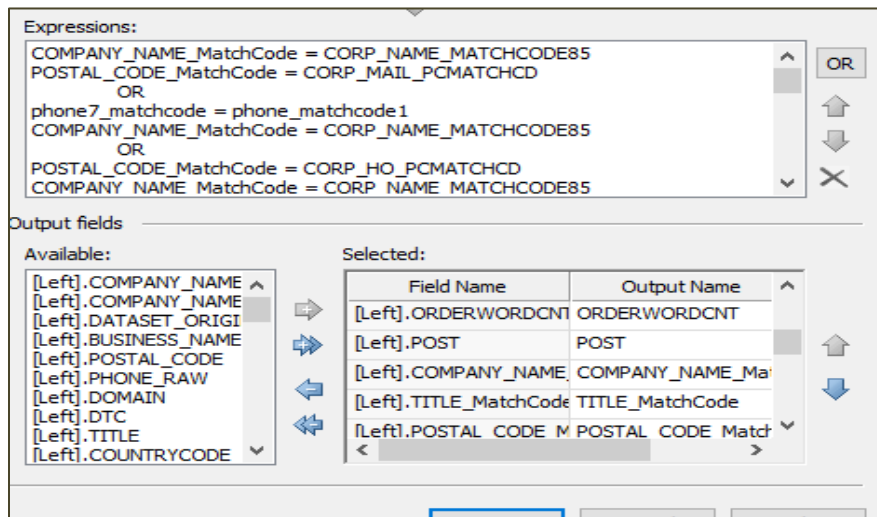 Expressions:
COMPANY_NAME_MatchCode = CORP_NAME_MATCHCODE85
POSTAL_CODE_MatchCode = CORP_MAIL_PCMATCHCD
OR
phone7_matchcode = phone_matchcode1
COMPANY_NAME_MatchCode = CORP_NAME_MATCHCODE85
OR
POSTAL_CODE_MatchCode = CORP_HO_PCMATCHCD
COMPANY_NAME_MatchCode = CORP_NAME_MATCHCODE85
OR
Output fields
Available:
[Left].COMPANY_NAME
[Left].COMPANY_NAME
[Left].DATASET_ORIGI
[Left].BUSINESS_NAME
[Left].POSTAL_CODE
[Left].PHONE_RAW
[Left].DOMAIN
[Left].DTC
[Left].TITLE
[Left].COUNTRYCODE
Selected:
Field Name Output Name
[Left].ORDERWORDCNT ORDERWORDCNT
[Left].POST POST
[Left].COMPANY_NAME_ COMPANY_NAME_Mat
[Left].TITLE_MatchCode TITLE_MatchCode
[Left].POSTAL_CODE_M POSTAL_CODE_Match